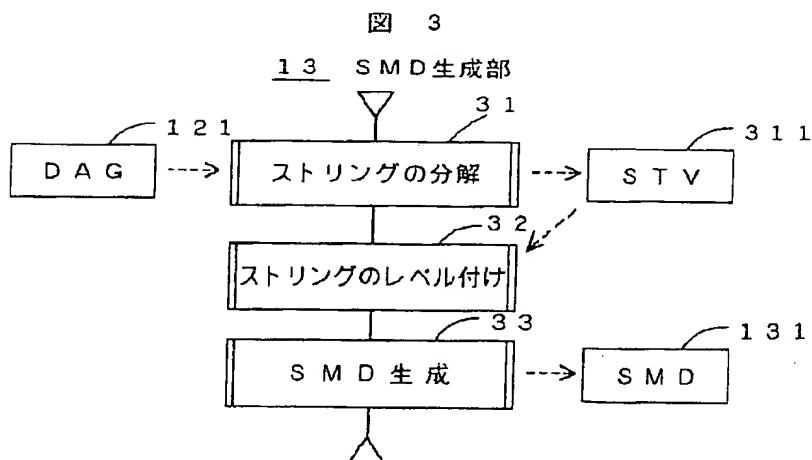 図 3
13 SMD生成部
121
31
311
DAG
ストリングの分解
STV
32
ストリングのレベル付け
33
131
SMD生成
SMD